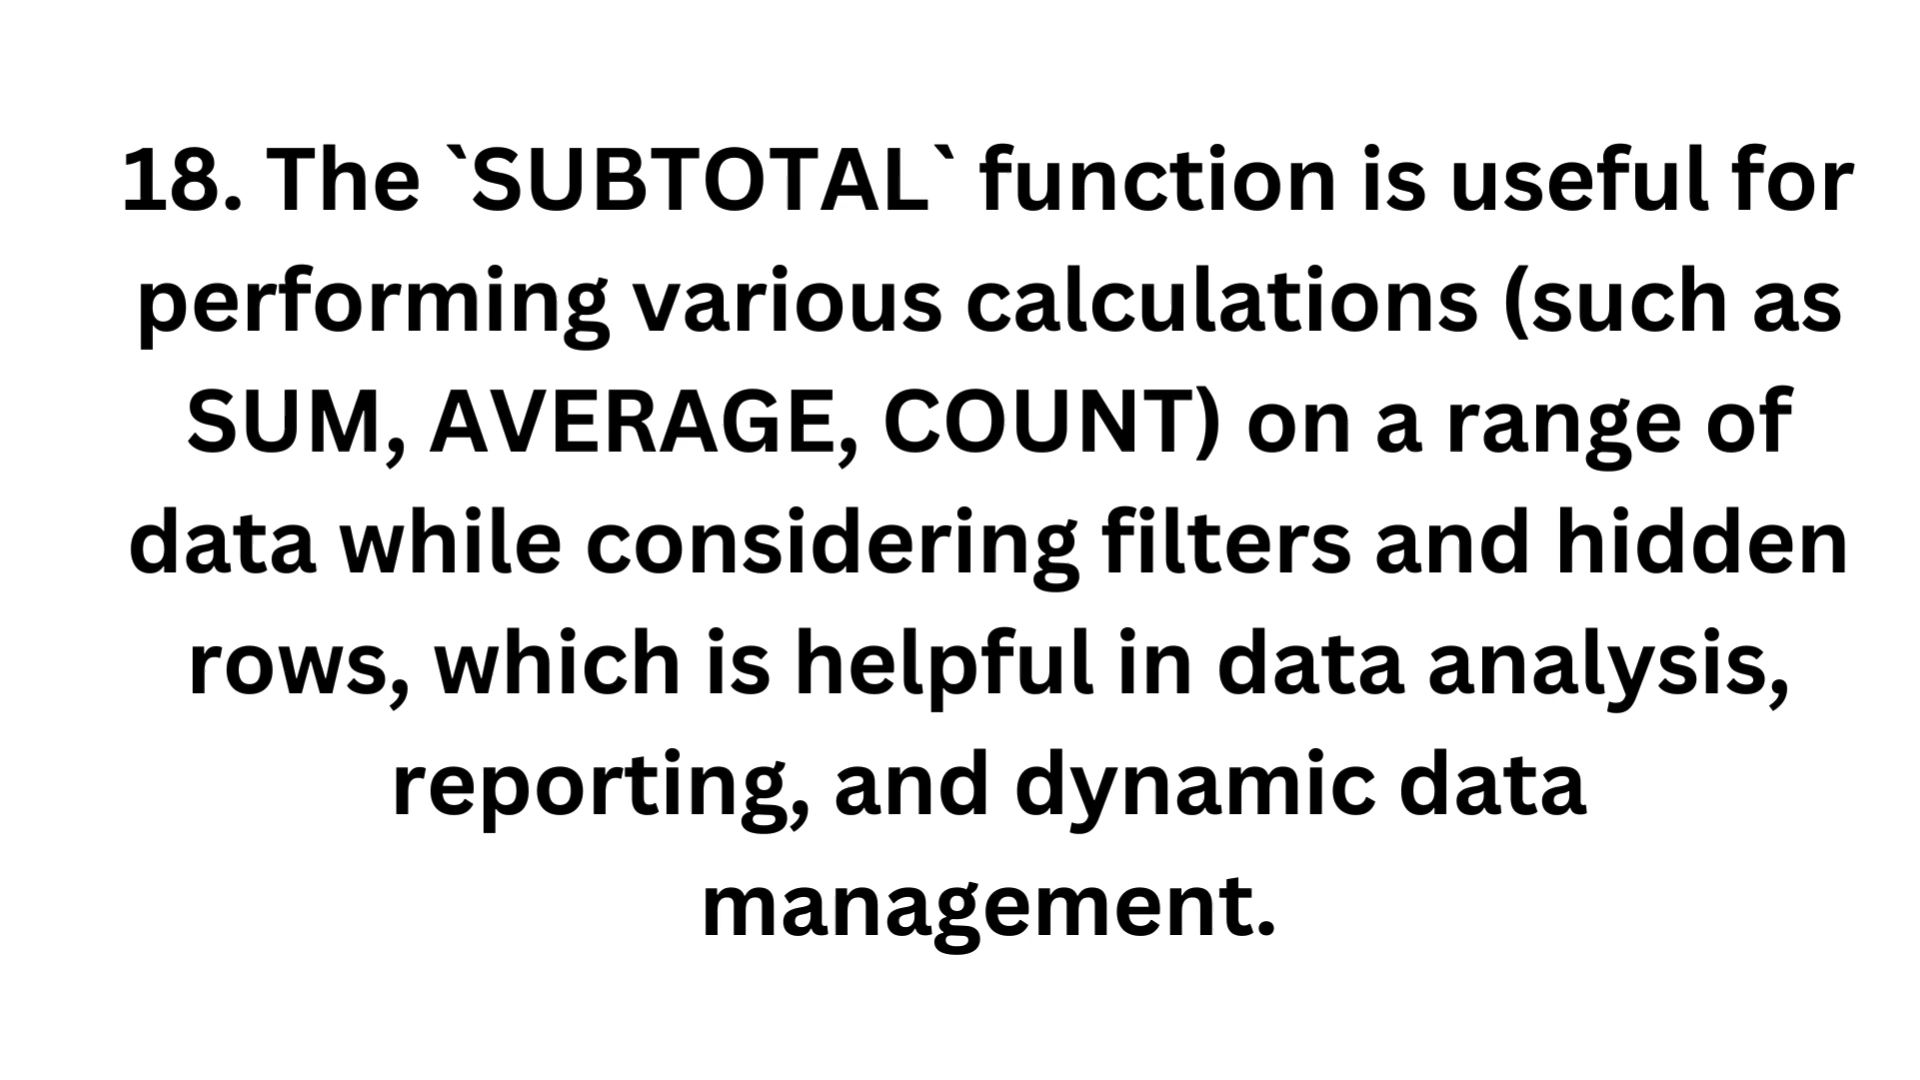 18. The `SUBTOTAL` function is useful for
performing various calculations (such as
SUM, AVERAGE, COUNT) on a range of
data while considering filters and hidden
rows, which is helpful in data analysis,
reporting, and dynamic data
management.